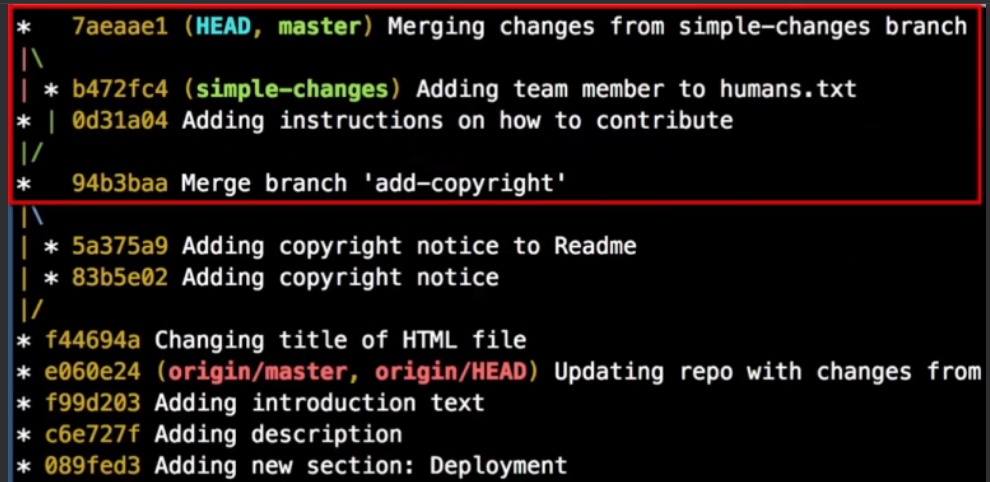 * 7aeaae1 (HEAD, master) Merging changes from simple-changes branch
|\
| * b472fc4 (simple-changes) Adding team member to humans.txt
* | 0d31a04 Adding instructions on how to contribute
|/
* 94b3baa Merge branch 'add-copyright'
|\
| * 5a375a9 Adding copyright notice to Readme
| * 83b5e02 Adding copyright notice
|/
* f44694a Changing title of HTML file
* e060e24 (origin/master, origin/HEAD) Updating repo with changes from
* f99d203 Adding introduction text
* c6e727f Adding description
* 089fed3 Adding new section: Deployment